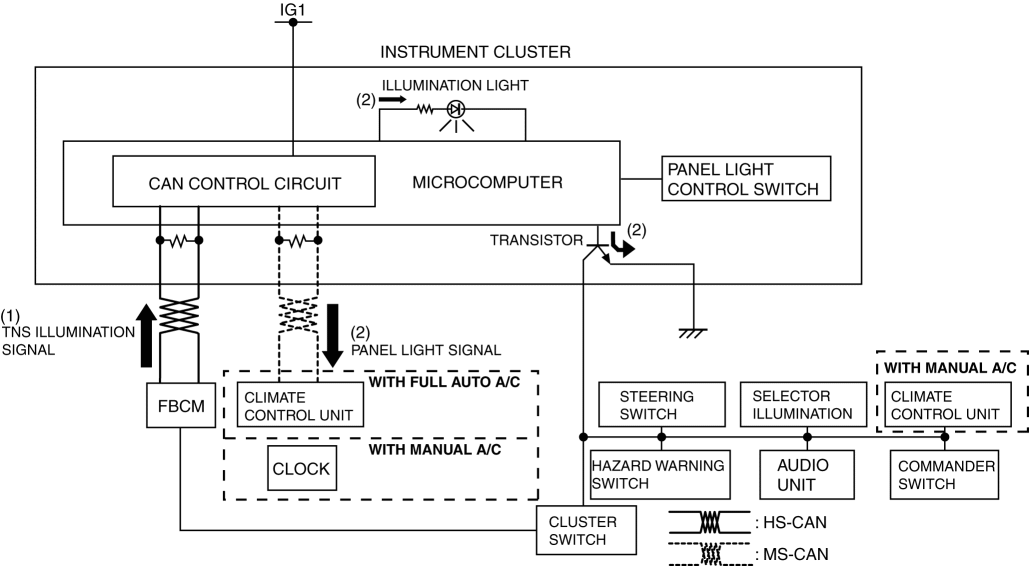 IG1
INSTRUMENT CLUSTER
ILLUMINATION LIGHT
(2)
CAN CONTROL CIRCUIT
MICROCOMPUTER
PANEL LIGHT
CONTROL SWITCH
TRANSISTOR
(2)
(1)
TNS ILLUMINATION
SIGNAL
(2)
PANEL LIGHT SIGNAL
FBCM
WITH FULL AUTO A/C
CLIMATE
CONTROL UNIT
WITH MANUAL A/C
CLOCK
STEERING
SWITCH
SELECTOR
ILLUMINATION
WITH MANUAL A/C
CLIMATE
CONTROL UNIT
HAZARD WARNING
SWITCH
AUDIO
UNIT
COMMANDER
SWITCH
CLUSTER
SWITCH
: HS-CAN
: MS-CAN